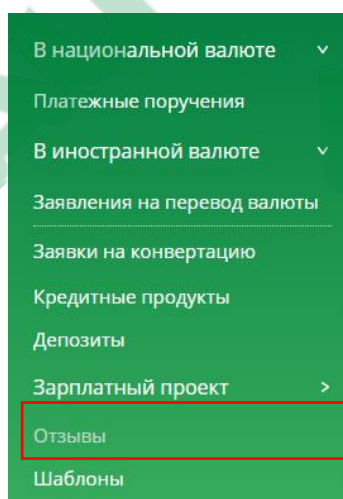 В национальной валюте
Платежные поручения
В иностранной валюте
Заявления на перевод валюты
Заявки на конвертацию
Кредитные продукты
Депозиты
Зарплатный проект >
Отзывы
Шаблоны